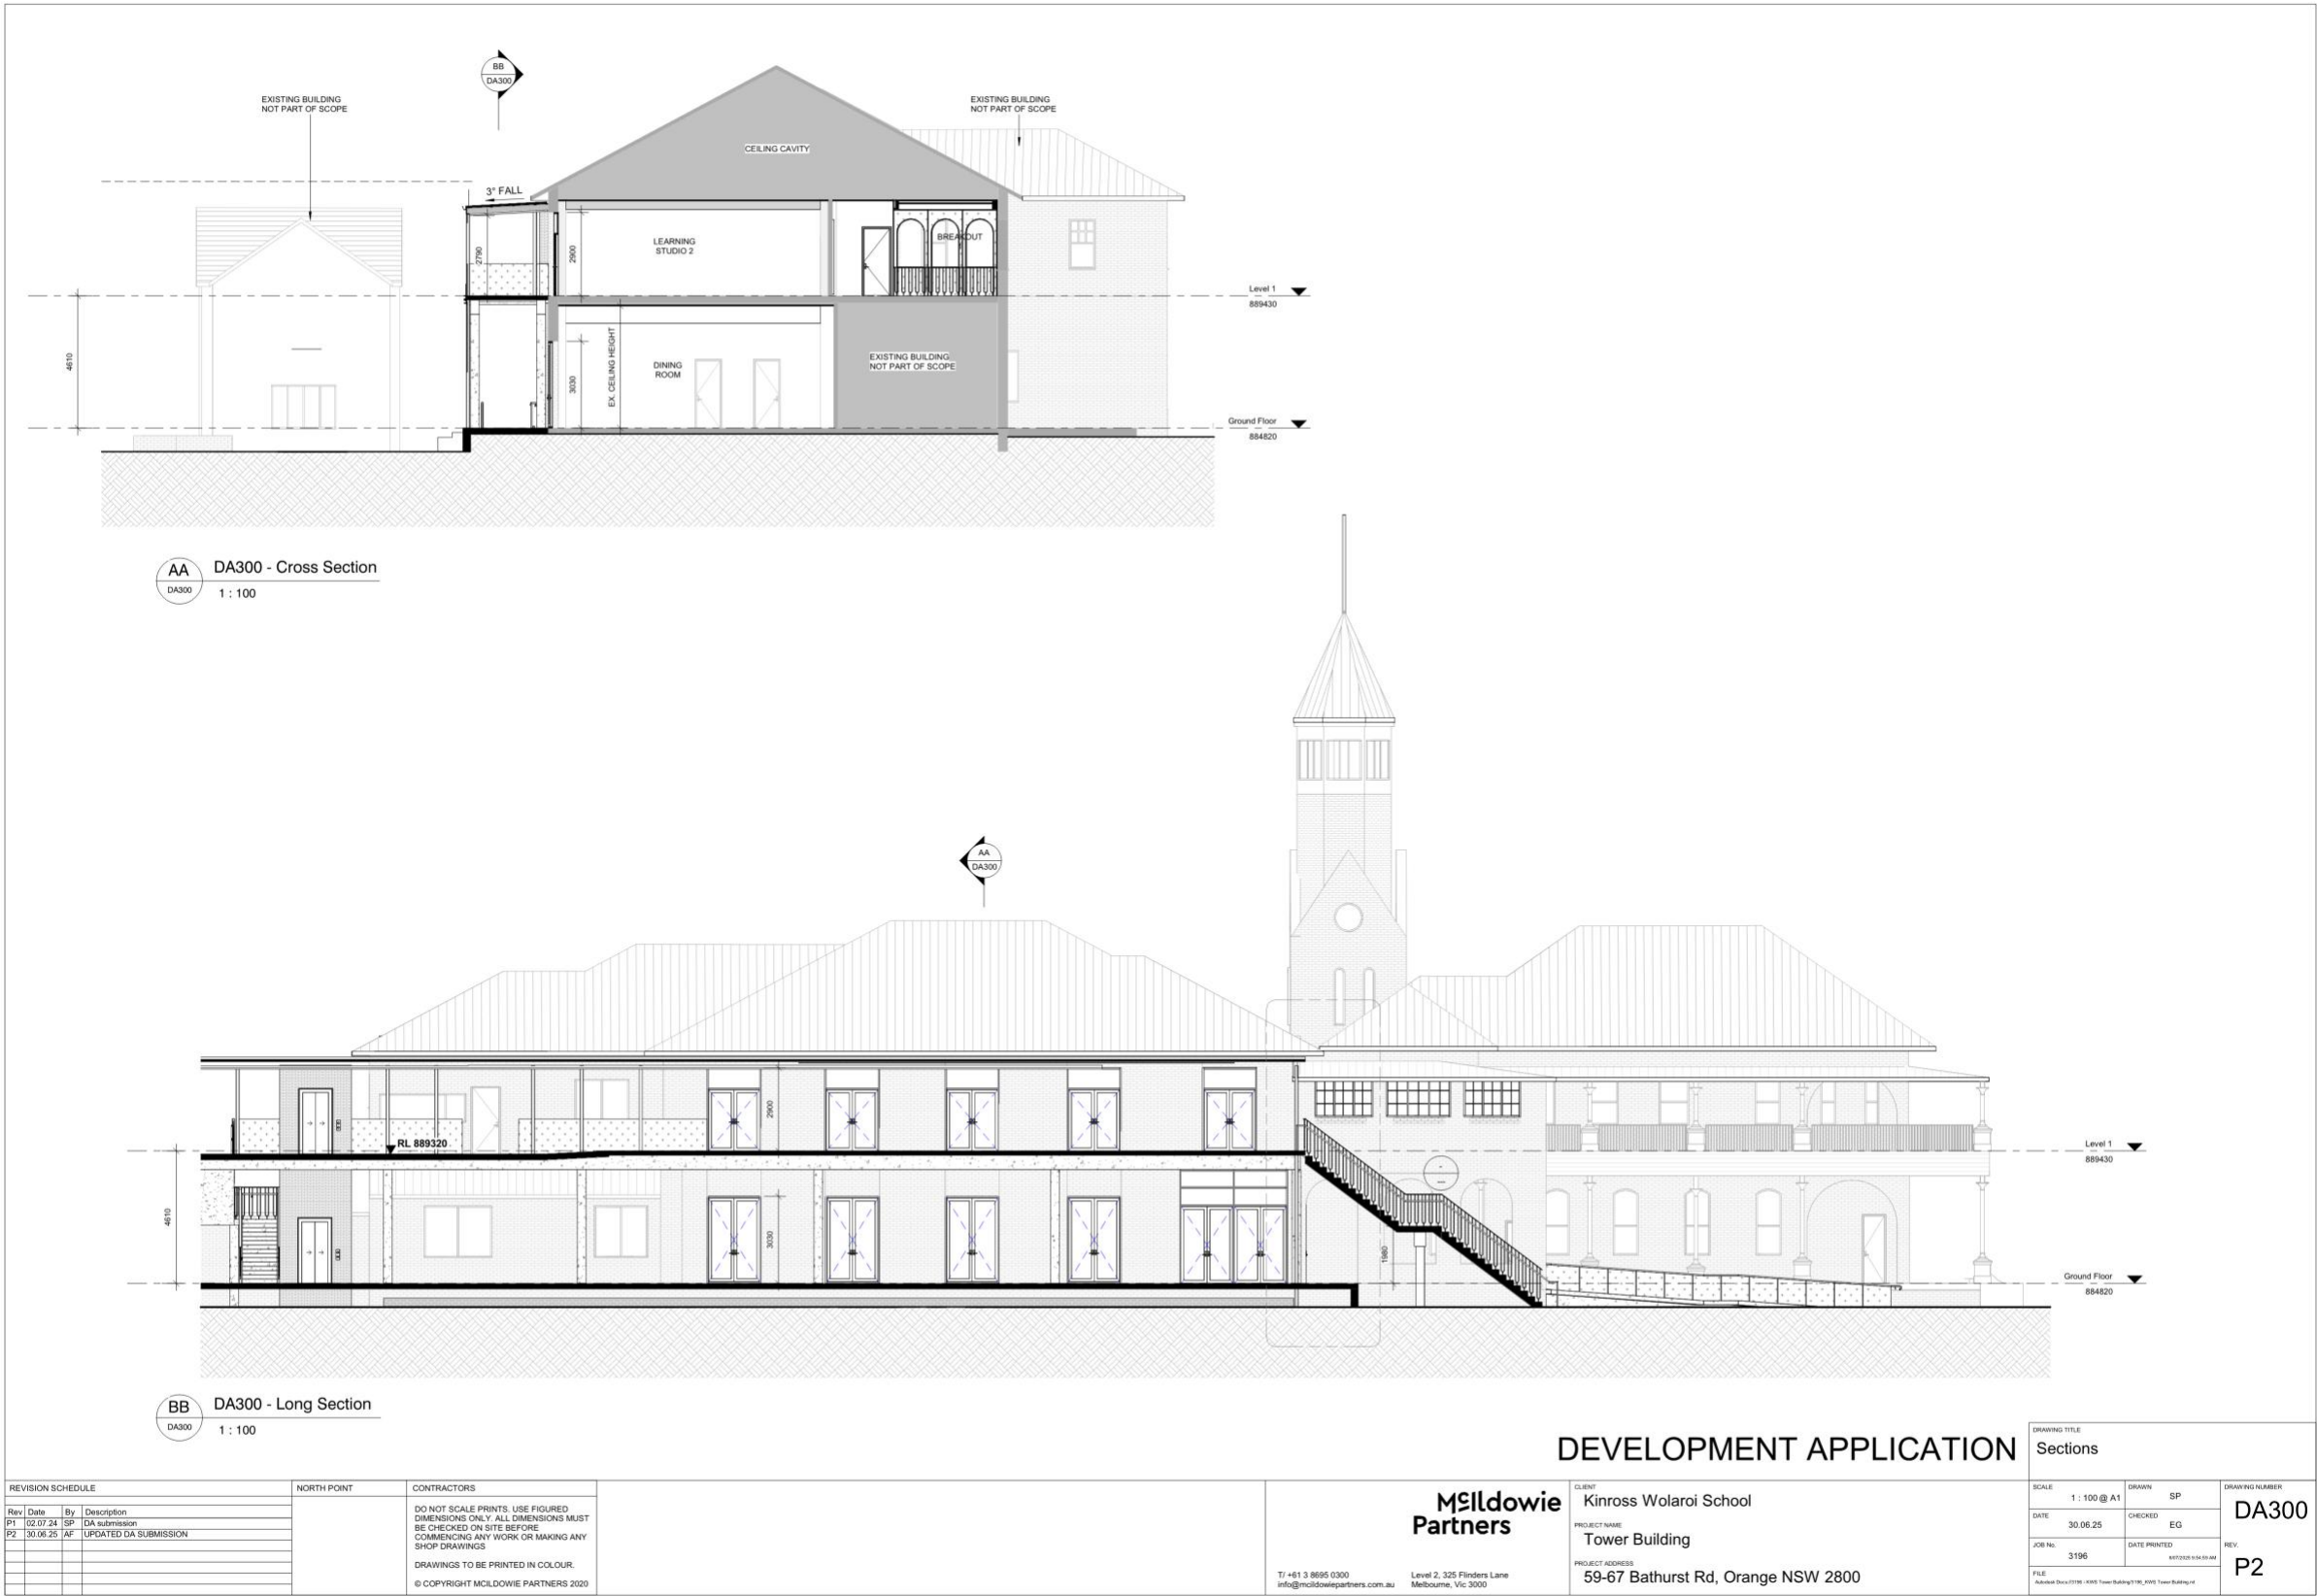 BB
DA300
EXISTING BUILDING
NOT PART OF SCOPE
EXISTING BUILDING
NOT PART OF SCOPE
CEILING CAVITY
3° FALL
2790
2900
LEARNING
STUDIO 2
BREAKOUT
Level 1
889430
4610
3030
EX. CEILING HEIGHT
DINING
ROOM
EXISTING BUILDING
NOT PART OF SCOPE
Ground Floor
884820
AA
DA300
DA300 - Cross Section
1 : 100
AA
DA300
2900
RL 889320
Level 1
889430
4610
3030
1980
Ground Floor
884820
BB
DA300
DA300 - Long Section
1 : 100
DEVELOPMENT APPLICATION
DRAWING TITLE
Sections
REVISION SCHEDULE
Rev Date By Description
P1 02.07.24 SP DA submission
P2 30.06.25 AF UPDATED DA SUBMISSION
NORTH POINT
CONTRACTORS
DO NOT SCALE PRINTS. USE FIGURED
DIMENSIONS ONLY. ALL DIMENSIONS MUST
BE CHECKED ON SITE BEFORE
COMMENCING ANY WORK OR MAKING ANY
SHOP DRAWINGS
DRAWINGS TO BE PRINTED IN COLOUR.
© COPYRIGHT MCILDOWIE PARTNERS 2020
McIldowie
Partners
T/ +61 3 8695 0300
info@mcildowiepartners.com.au
Level 2, 325 Flinders Lane
Melbourne, Vic 3000
CLIENT
Kinross Wolaroi School
PROJECT NAME
Tower Building
PROJECT ADDRESS
59-67 Bathurst Rd, Orange NSW 2800
SCALE
1 : 100 @ A1
DRAWN
SP
DATE
30.06.25
CHECKED
EG
JOB No.
3196
DATE PRINTED
FILE
DRAWING NUMBER
DA300
REV.
P2